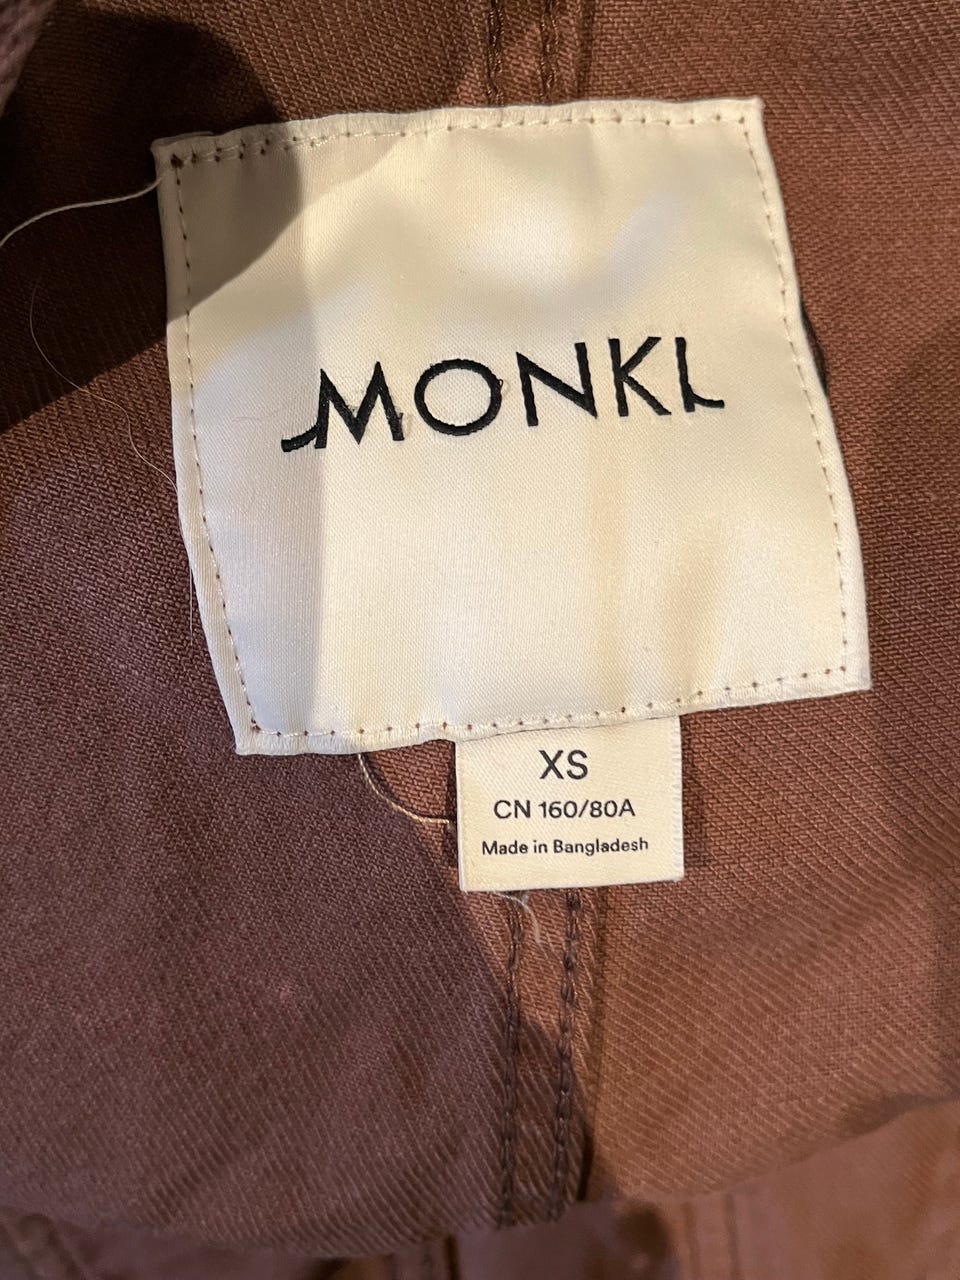 MONKI
XS
CN 160/80A
Made in Bangladesh